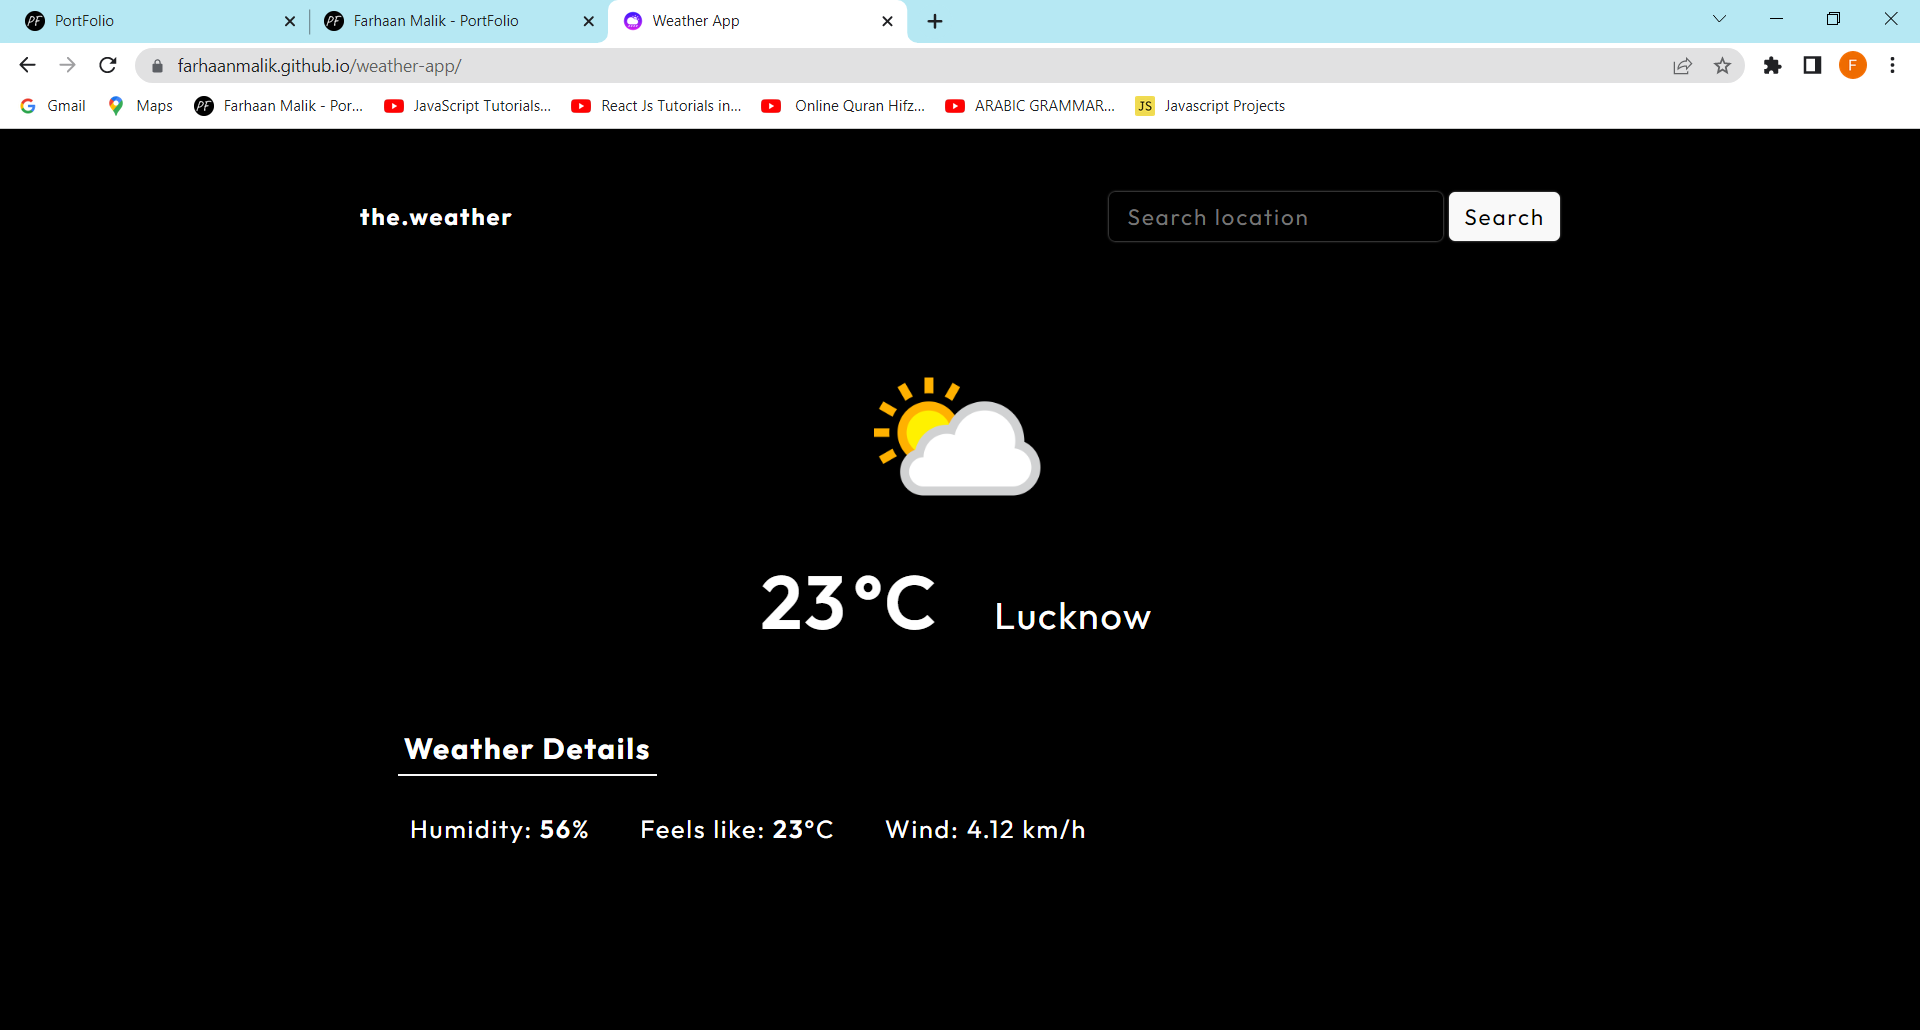 PF PortFolio
PF Farhaan Malik - PortFolio
Weather App
farhaanmalik.github.io/weather-app/
F
Gmail
Maps
PF Farhaan Malik - Por...
JavaScript Tutorials...
React Js Tutorials in...
Online Quran Hifz...
ARABIC GRAMMAR...
JS Javascript Projects
the.weather
Search location
Search
23°C
Lucknow
Weather Details
Humidity: 56%
Feels like: 23°C
Wind: 4.12 km/h